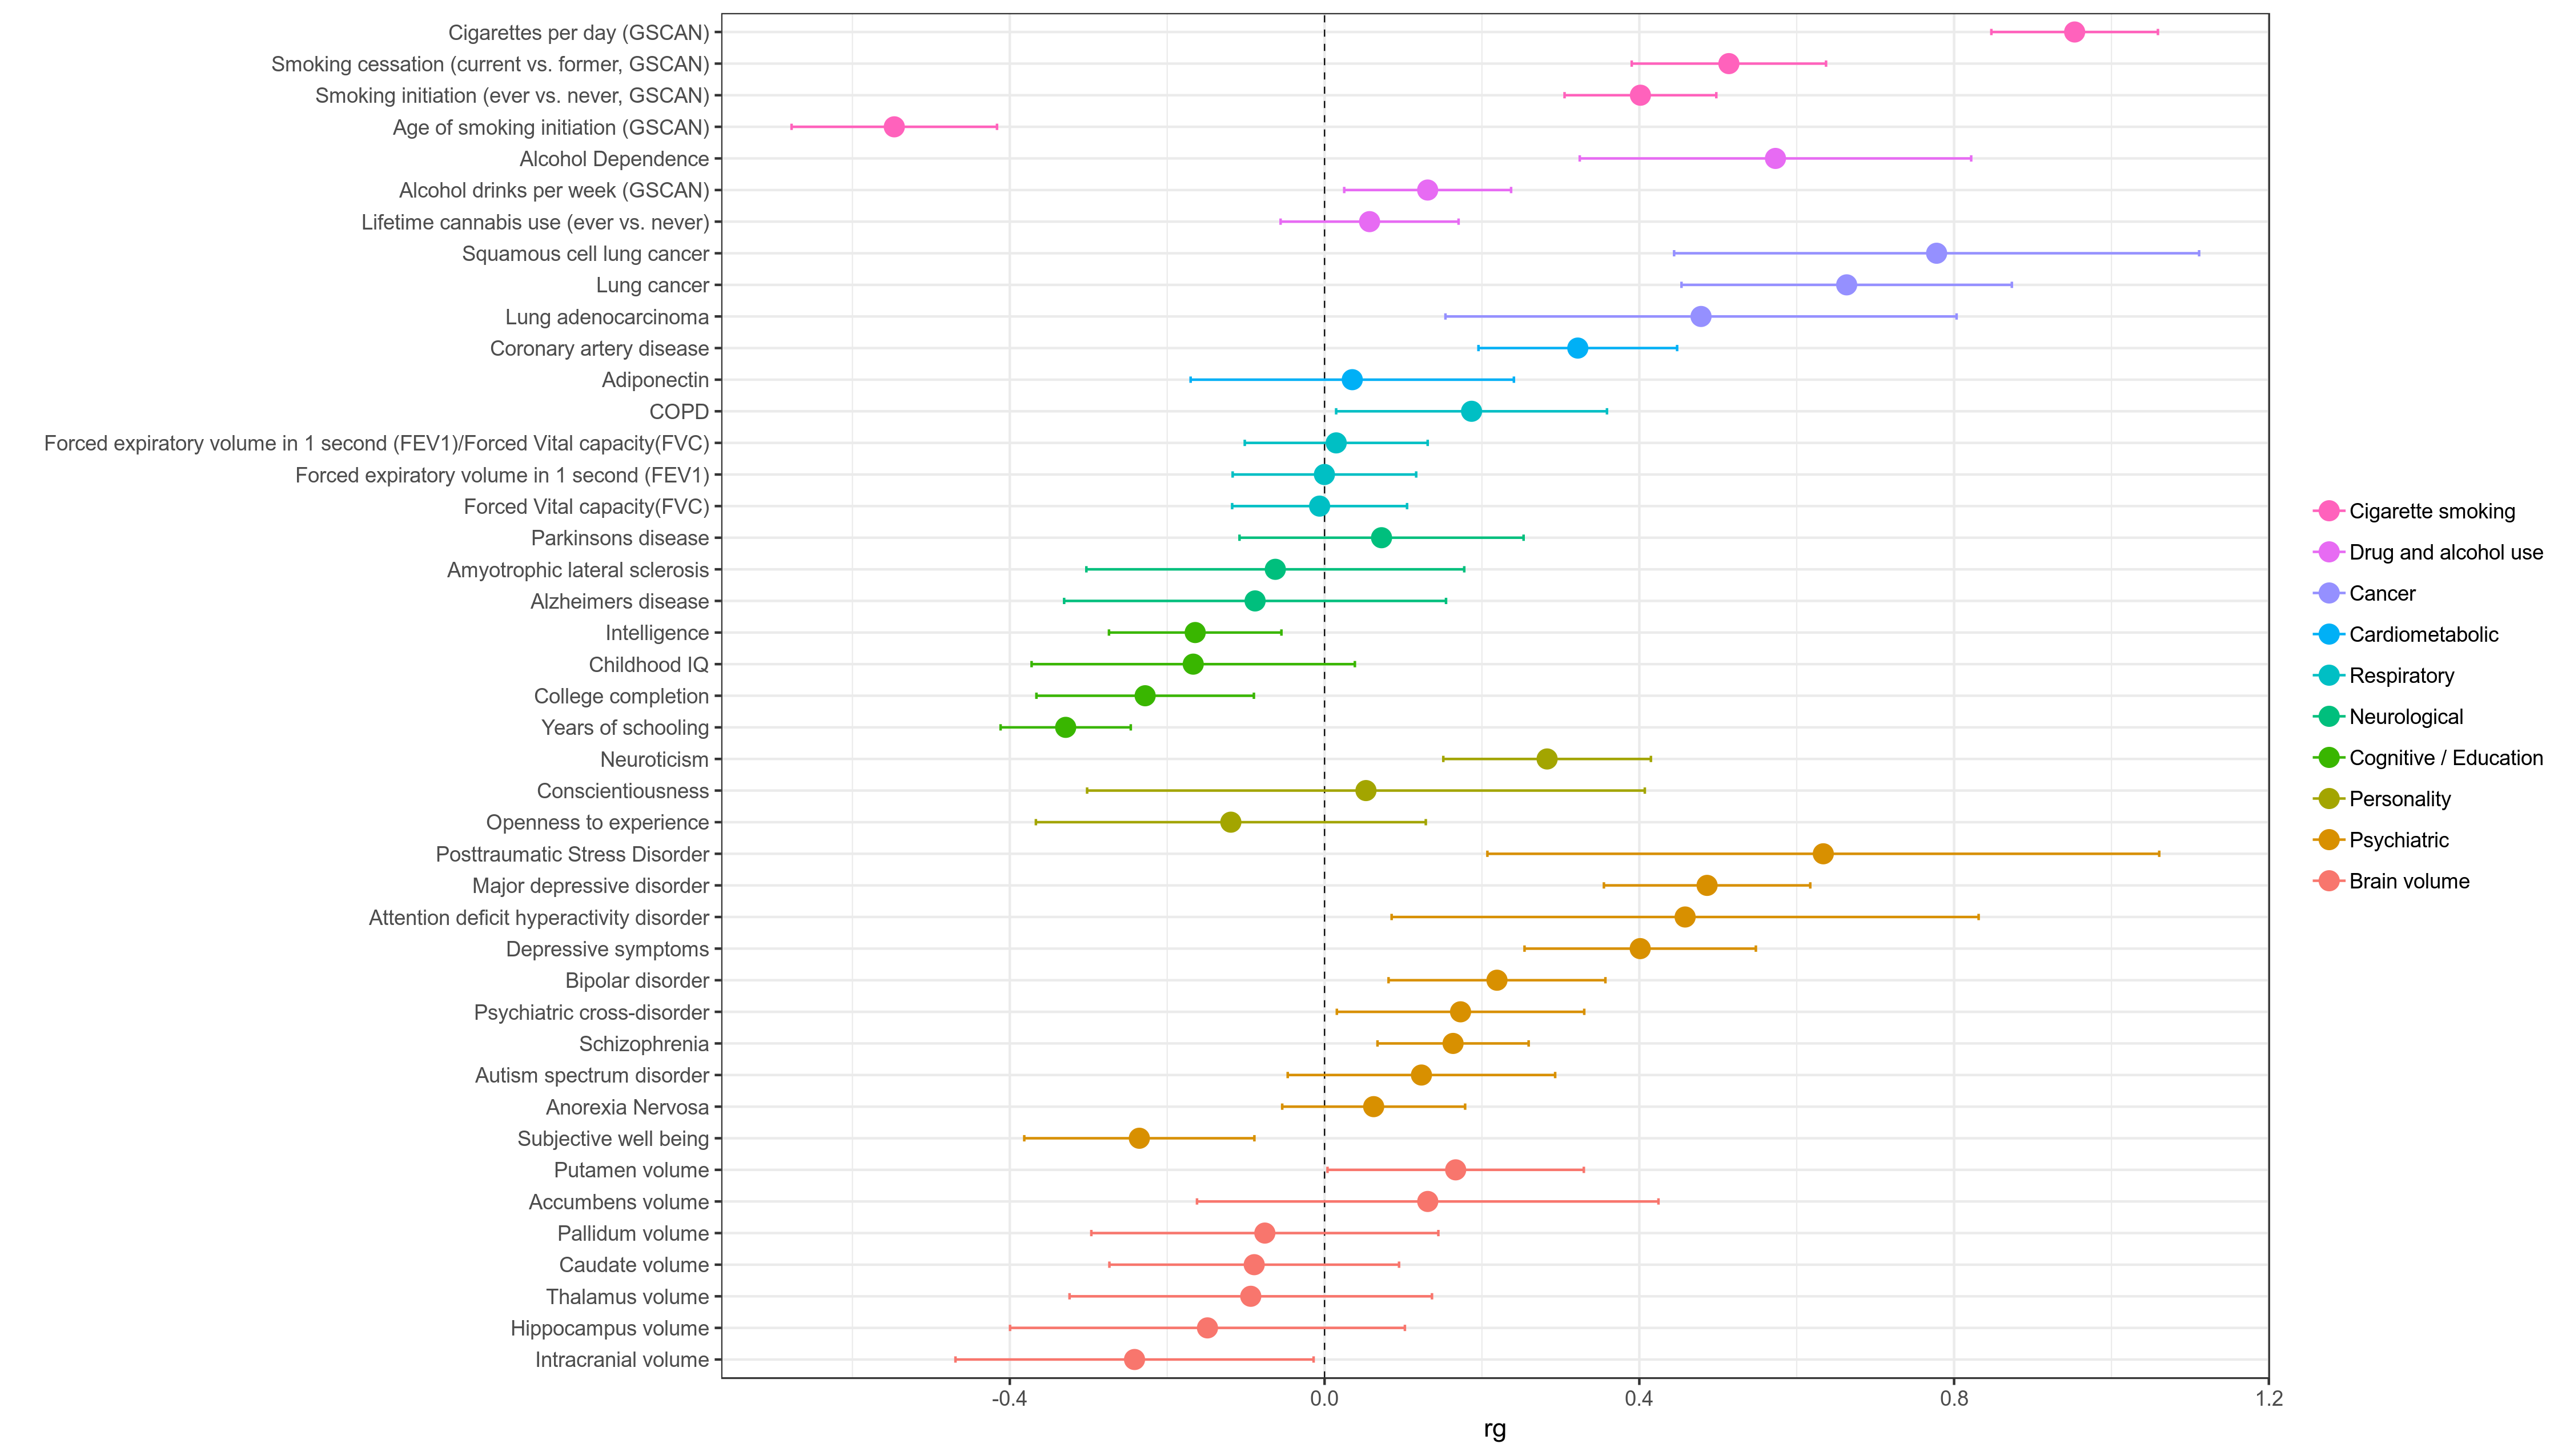 Cigarettes per day (GSCAN)
Smoking cessation (current vs. former, GSCAN)
Smoking initiation (ever vs. never, GSCAN)
Age of smoking initiation (GSCAN)
Alcohol Dependence
Alcohol drinks per week (GSCAN)
Lifetime cannabis use (ever vs. never)
Squamous cell lung cancer
Lung cancer
Lung adenocarcinoma
Coronary artery disease
Adiponectin
COPD
Forced expiratory volume in 1 second (FEV1)/Forced Vital capacity(FVC)
Forced expiratory volume in 1 second (FEV1)
Forced Vital capacity(FVC)
Parkinsons disease
Amyotrophic lateral sclerosis
Alzheimers disease
Intelligence
Childhood IQ
College completion
Years of schooling
Neuroticism
Conscientiousness
Openness to experience
Posttraumatic Stress Disorder
Major depressive disorder
Attention deficit hyperactivity disorder
Depressive symptoms
Bipolar disorder
Psychiatric cross-disorder
Schizophrenia
Autism spectrum disorder
Anorexia Nervosa
Subjective well being
Putamen volume
Accumbens volume
Pallidum volume
Caudate volume
Thalamus volume
Hippocampus volume
Intracranial volume
-0.4 0.0 0.4 0.8 1.2
rg
Cigarette smoking
Drug and alcohol use
Cancer
Cardiometabolic
Respiratory
Neurological
Cognitive / Education
Personality
Psychiatric
Brain volume